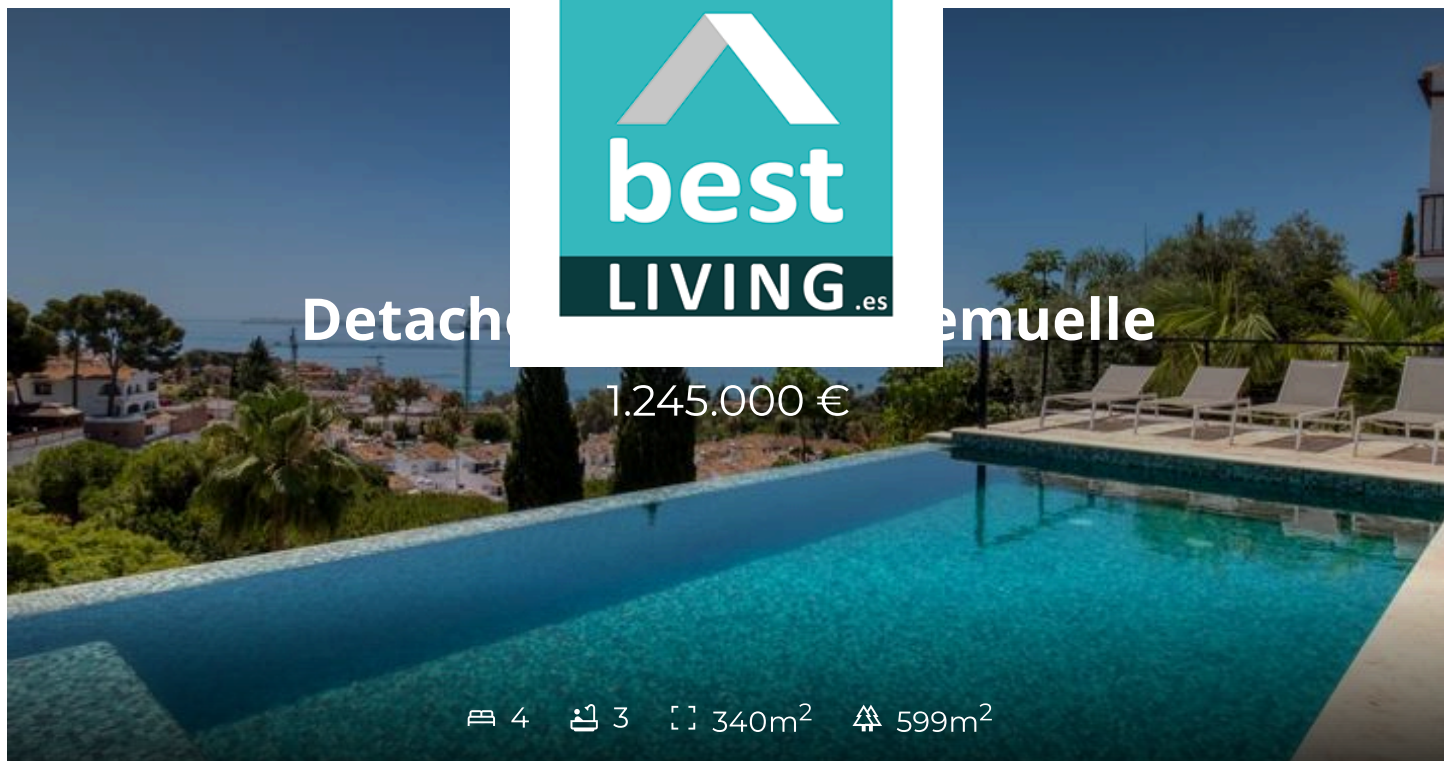 best
LIVING.es
Detach emuelle
1.245.000 €
4 3 340m² 599m²